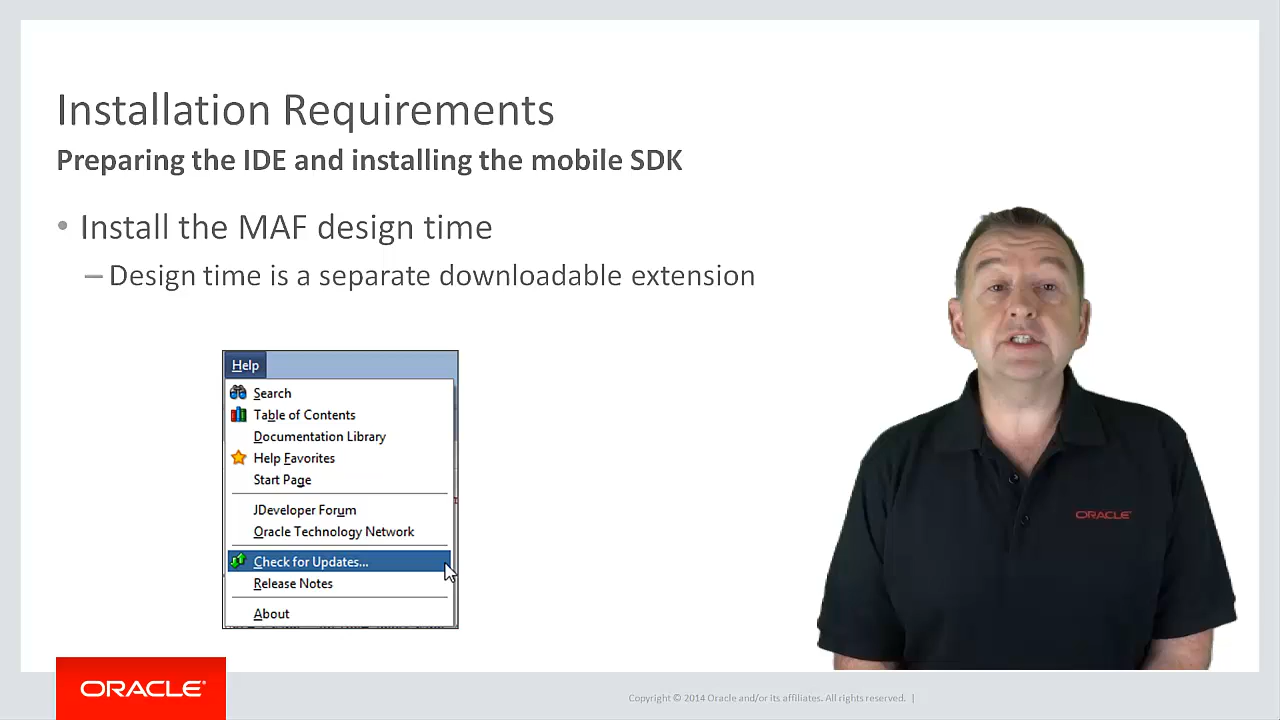 Installation Requirements
Preparing the IDE and installing the mobile SDK
• Install the MAF design time
– Design time is a separate downloadable extension
Help
Search
Table of Contents
Documentation Library
Help Favorites
Start Page
JDeveloper Forum
Oracle Technology Network
Check for Updates...
Release Notes
About
ORACLE
ORACLE®
Copyright © 2014 Oracle and/or its affiliates. All rights reserved. |